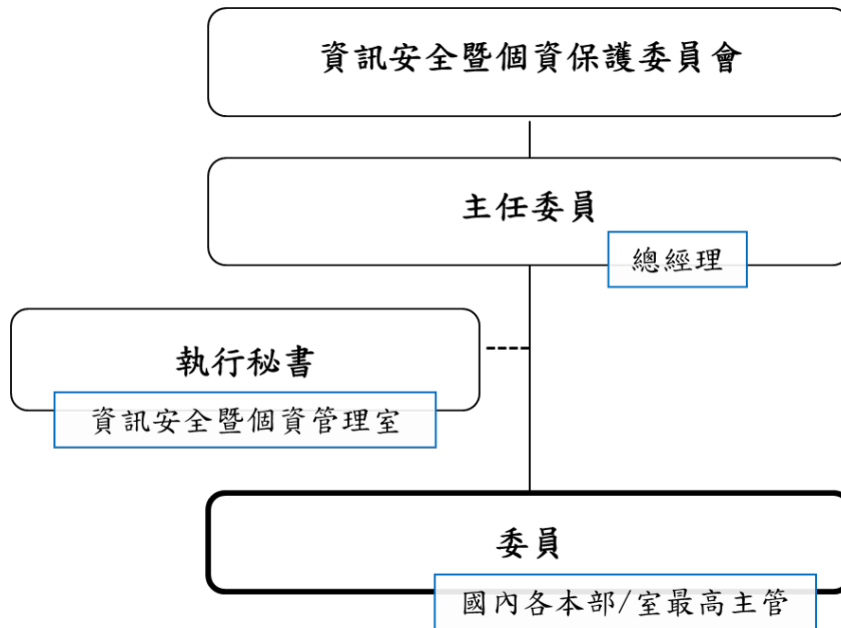 資訊安全暨個資保護委員會
主任委員
總經理
執行秘書
資訊安全暨個資管理室
委員
國內各本部/室最高主管